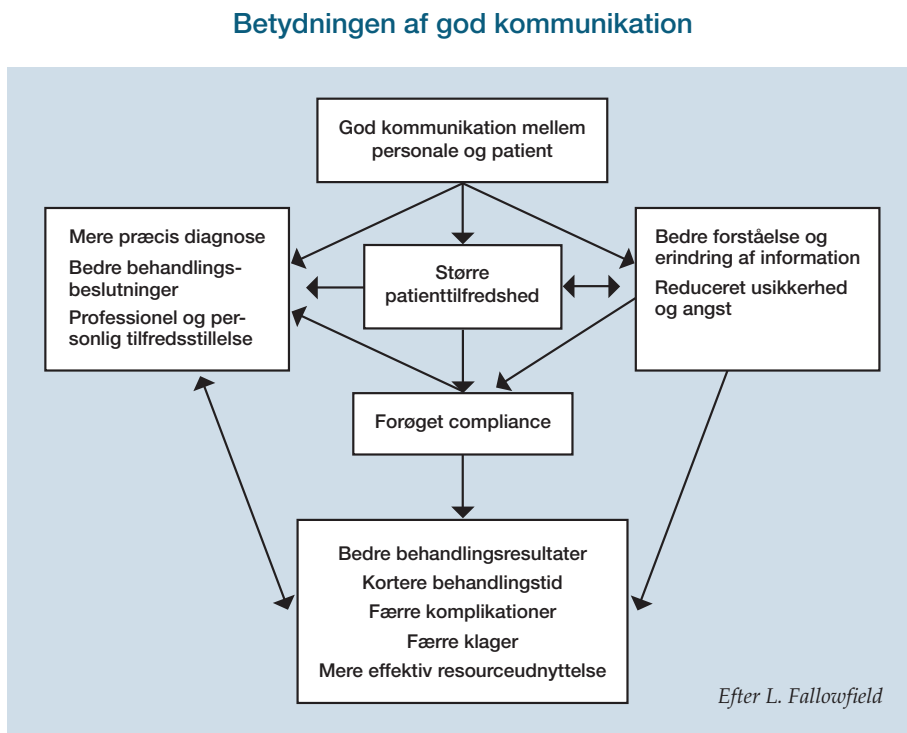 Betydningen af god kommunikation
God kommunikation mellem
personale og patient
Mere præcis diagnose
Bedre behandlings-
beslutninger
Professionel og per-
sonlig tilfredsstillelse
Større
patienttilfredshed
Bedre forståelse og
erindring af information
Reduceret usikkerhed
og angst
Forøget compliance
Bedre behandlingsresultater
Kortere behandlingstid
Færre komplikationer
Færre klager
Mere effektiv resourceudnyttelse
Efter L. Fallowfield